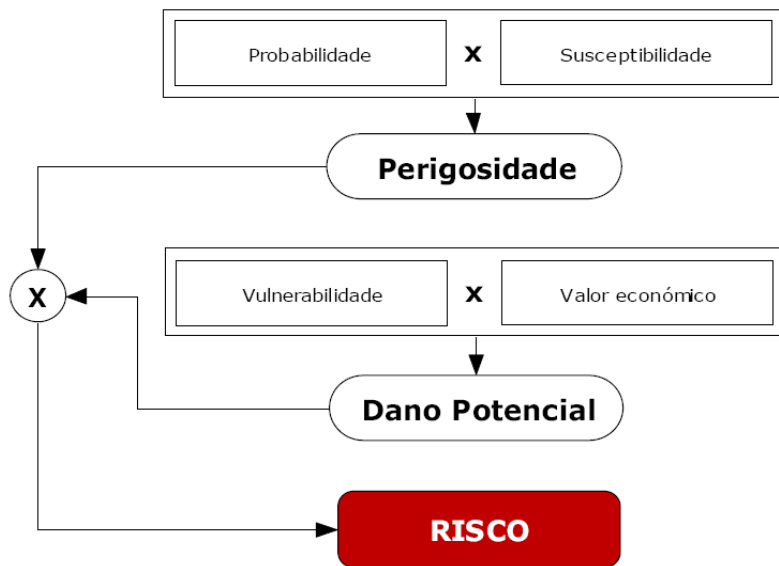 Probabilidade x Susceptibilidade
Perigosidade
X
Vulnerabilidade x Valor económico
Dano Potencial
RISCO